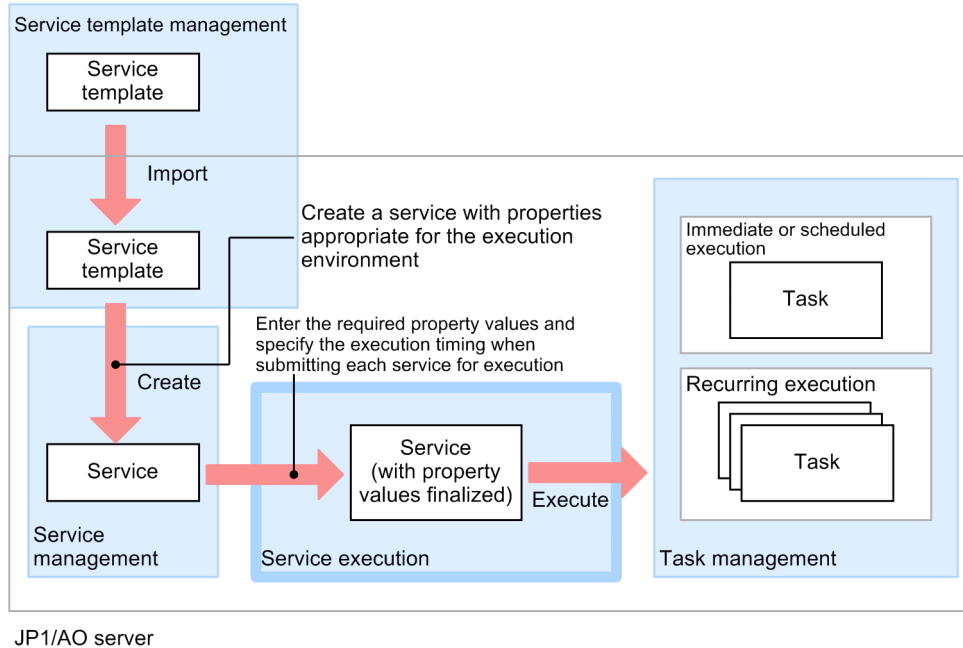 Service template management
Service
template
Import
Service
template
Create a service with properties
appropriate for the execution
environment
Create
Service
Service
management
Enter the required property values and
specify the execution timing when
submitting each service for execution
Service
(with property
values finalized)
Execute
Service execution
Immediate or scheduled
execution
Task
Recurring execution
Task
Task management
JP1/AO server